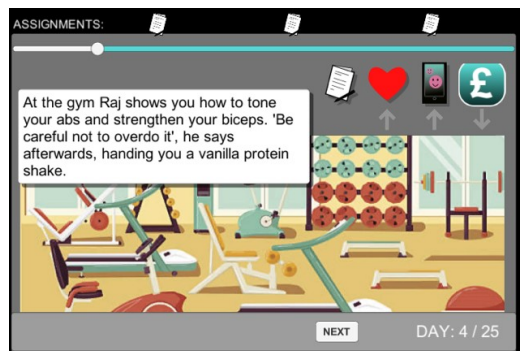 ASSIGNMENTS:
£
At the gym Raj shows you how to tone
your abs and strengthen your biceps. 'Be
careful not to overdo it', he says
afterwards, handing you a vanilla protein
shake.
NEXT
DAY: 4 / 25